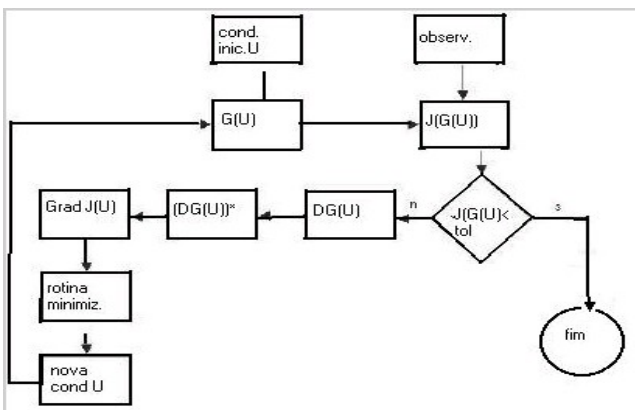 cond.
inic.U
observ.
G(U)
J(G(U))
Grad J(U)
(DG(U))*
DG(U)
n
J(G(U)<
tol
s
rotina
minimiz.
fim
nova
cond U